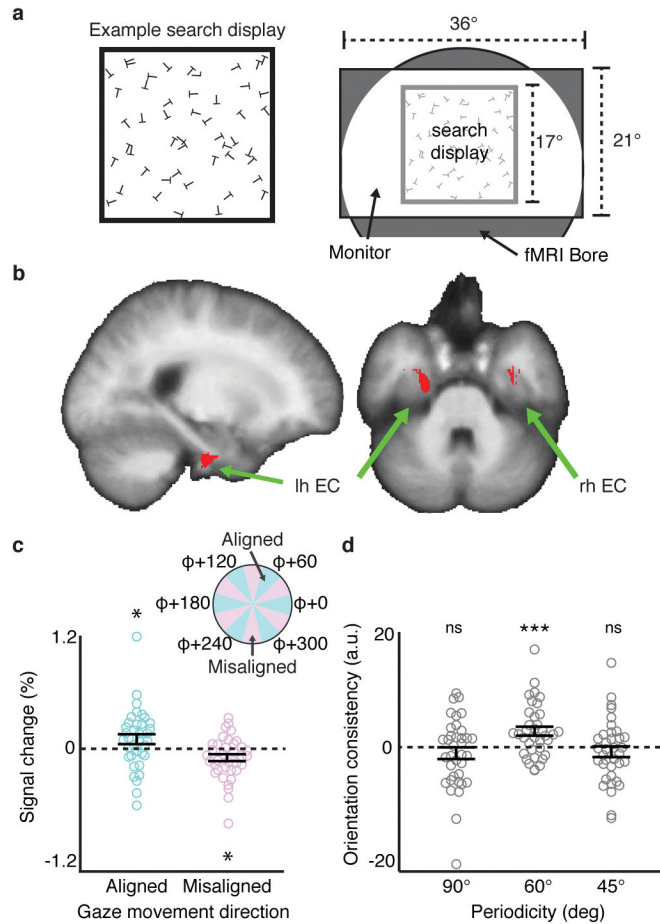 a
Example search display
36°
search
display
17°
21°
Monitor
fMRI Bore
b
lh EC
rh EC
c
Aligned
ϕ+120
ϕ+60
ϕ+180
ϕ+0
ϕ+240
ϕ+300
Misaligned
*
1.2
0
-1.2
*
Signal change (%)
Aligned
Misaligned
Gaze movement direction
d
ns
***
ns
20
0
-20
Orientation consistency (a.u.)
90°
60°
45°
Periodicity (deg)